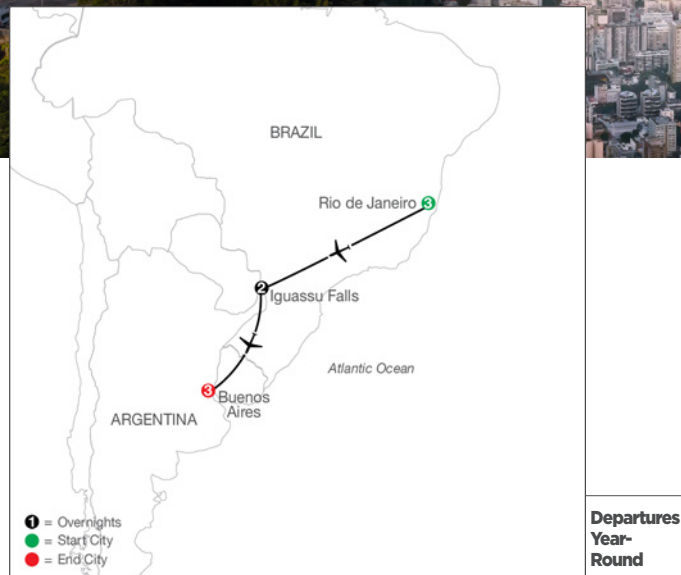 BRAZIL
Rio de Janeiro 3
2
Iguassu Falls
Atlantic Ocean
3 Buenos
Aires
ARGENTINA
1 = Overnights
= Start City
= End City
Departures
Year-
Round